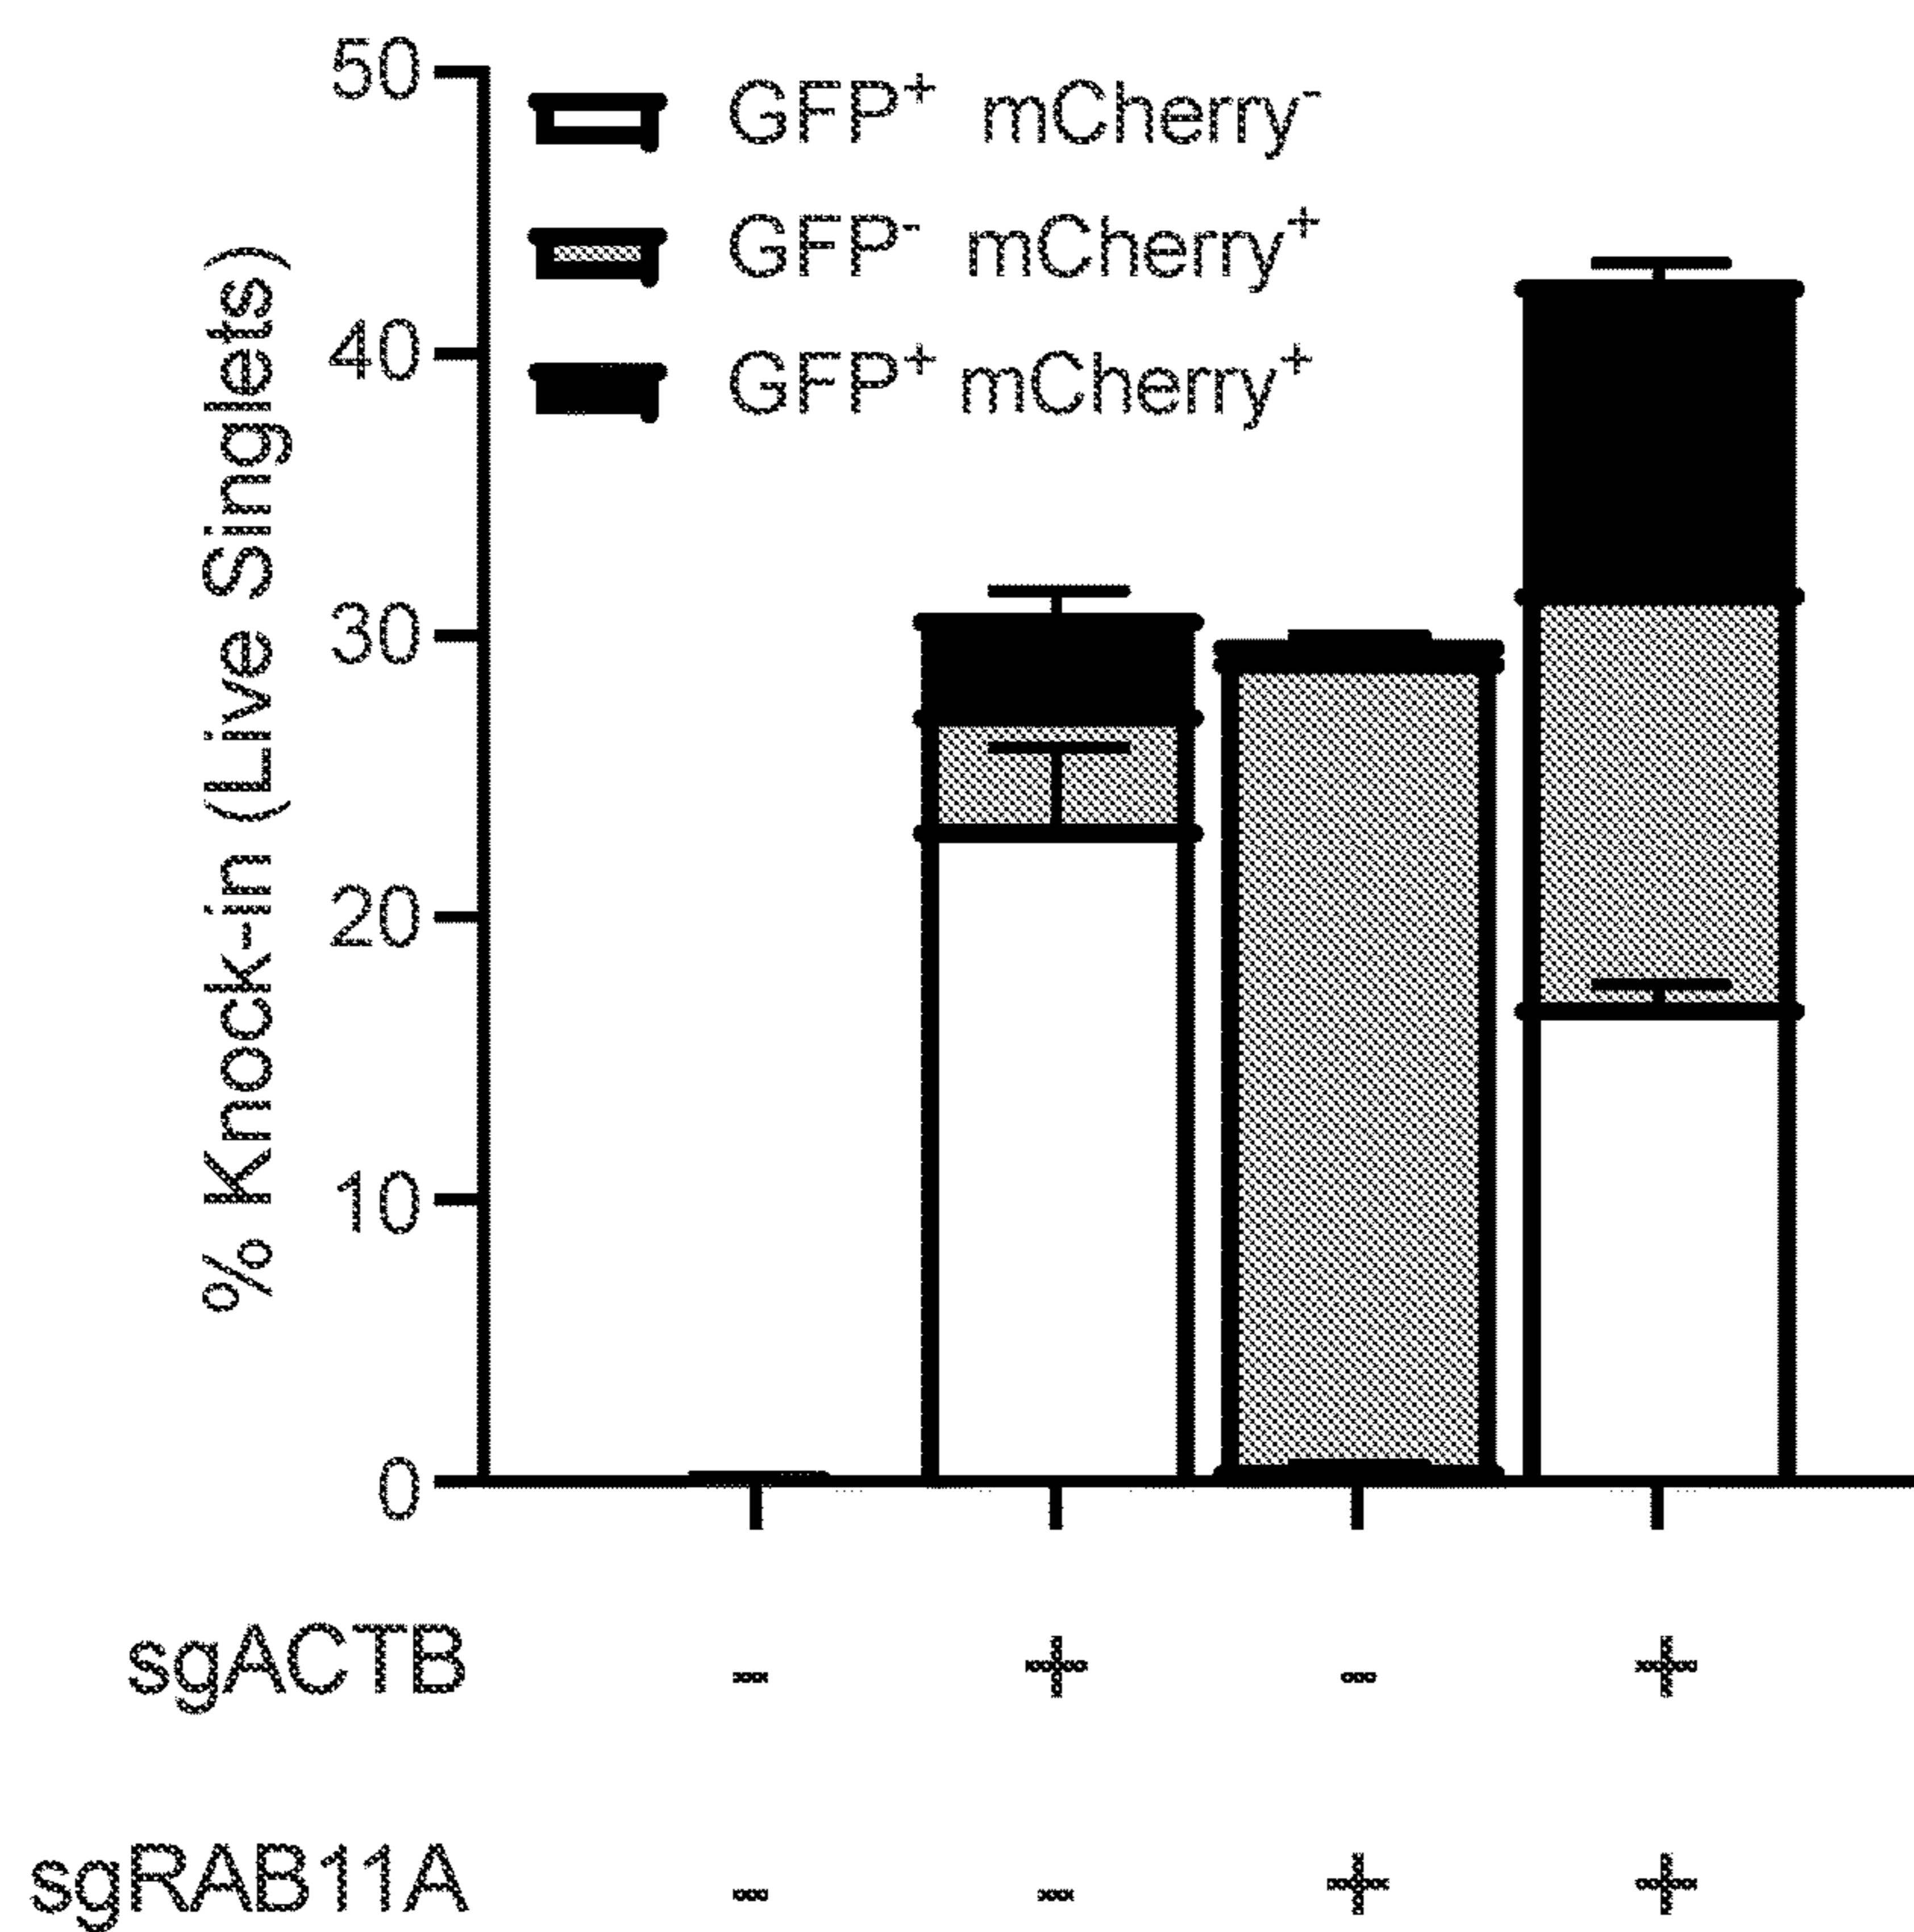 % Knock-in (Live Singlets)
50
40
30
20
10
0
GFP⁺ mCherry⁻
GFP⁻ mCherry⁺
GFP⁺ mCherry⁺
sgACTB - + - +
sgRAB11A - - + +